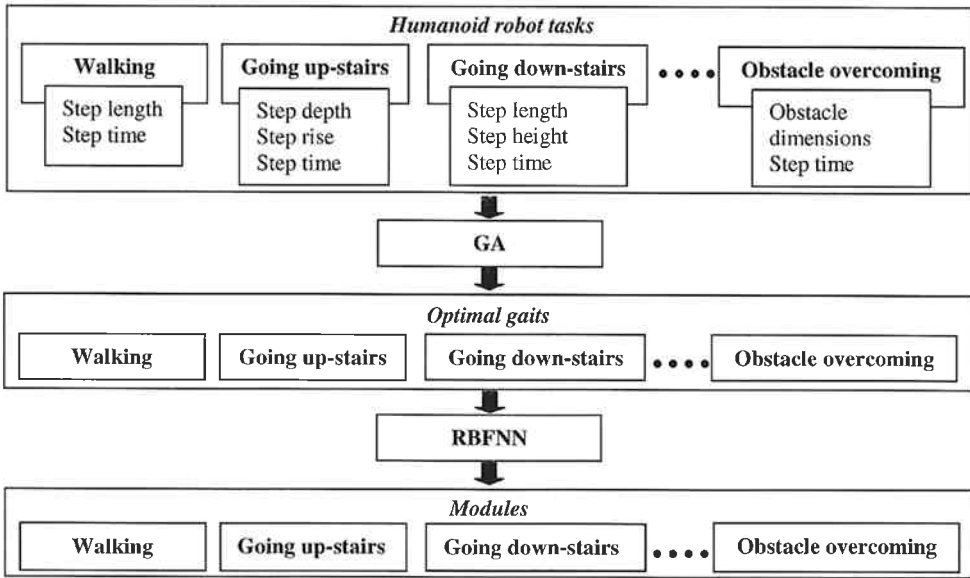 Humanoid robot tasks
Walking
Step length
Step time
Going up-stairs
Step depth
Step rise
Step time
Going down-stairs
Step length
Step height
Step time
Obstacle overcoming
Obstacle
dimensions
Step time
GA
Optimal gaits
Walking
Going up-stairs
Going down-stairs
Obstacle overcoming
RBFNN
Modules
Walking
Going up-stairs
Going down-stairs
Obstacle overcoming